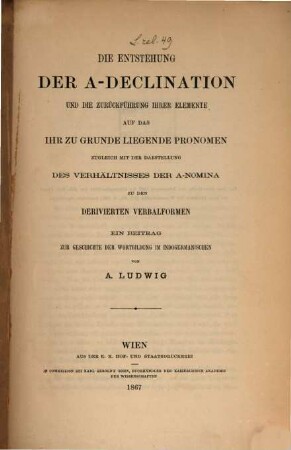 L rel. 49
DIE ENTSTEHUNG
DER A-DECLINATION
UND DIE ZURÜCKFÜHRUNG IHRER ELEMENTE
AUF DAS
IHR ZU GRUNDE LIEGENDE PRONOMEN
ZUGLEICH MIT DER DARSTELLUNG
DES VERHÄLTNISSES DER A-NOMINA
ZU DEN
DERIVIERTEN VERBALFORMEN
EIN BEITRAG
ZUR GESCHICHTE DER WORTBILDUNG IM INDOGERMANISCHEN
VON
A. LUDWIG
WIEN
AUS DER K. K. HOF- UND STAATSDRUCKEREI
IN COMMISSION BEI KARL GEROLD'S SOHN, BUCHHÄNDLER DER KAISERLICHEN AKADEMIE
DER WISSENSCHAFTEN
1867